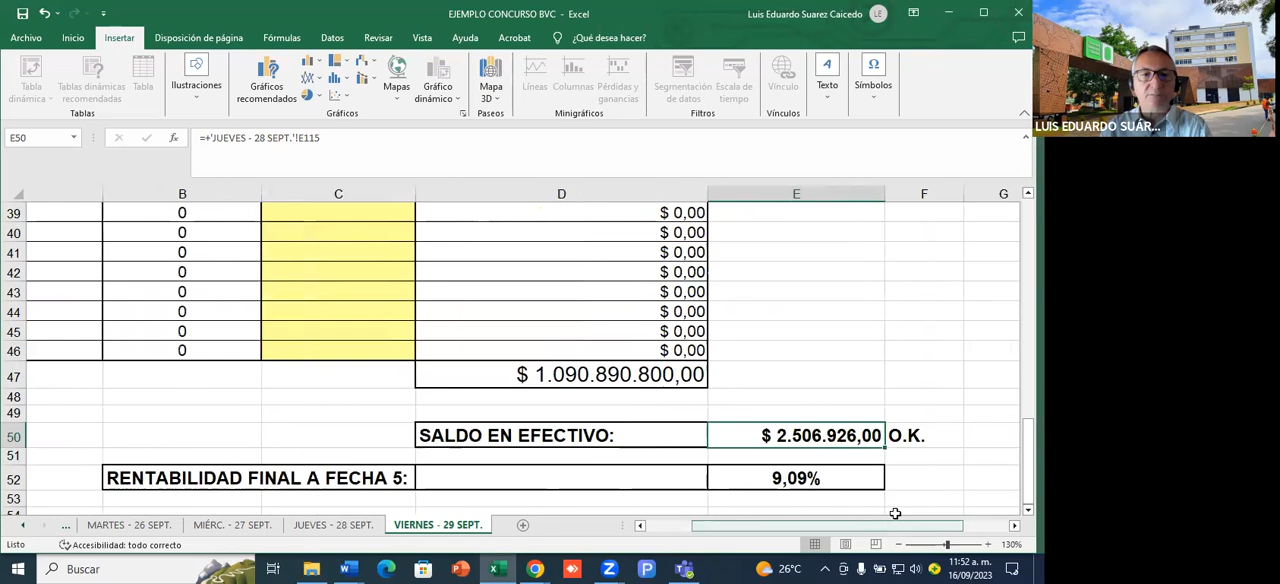 EJEMPLO CONCURSO BVC - Excel
Luis Eduardo Suarez Caicedo LE
Archivo Inicio Insertar Disposición de página Fórmulas Datos Revisar Vista Ayuda Acrobat ¿Qué desea hacer?
Tabla dinámica
Tablas dinámicas recomendadas
Tabla
Ilustraciones
Gráficos recomendados
Mapas
Gráfico dinámico
Mapa 3D
Líneas
Columnas
Pérdidas y ganancias
Segmentación de datos
Escala de tiempo
Vínculo
Texto
Símbolos
Tablas Gráficos Paseos Minigráficos Filtros Vínculos
LUIS EDUARDO SUÁR...
E50 fx =+'JUEVES - 28 SEPT.'!E115
B C D E F G
39 0 $ 0,00
40 0 $ 0,00
41 0 $ 0,00
42 0 $ 0,00
43 0 $ 0,00
44 0 $ 0,00
45 0 $ 0,00
46 0 $ 0,00
47 $ 1.090.890.800,00
48
49
50 SALDO EN EFECTIVO: $ 2.506.926,00 O.K.
51
52 RENTABILIDAD FINAL A FECHA 5: 9,09%
53
54
... MARTES - 26 SEPT. MIÉRC. - 27 SEPT. JUEVES - 28 SEPT. VIERNES - 29 SEPT.
Listo Accesibilidad: todo correcto 130%
Buscar 26°C 11:52 a. m.
16/09/2023